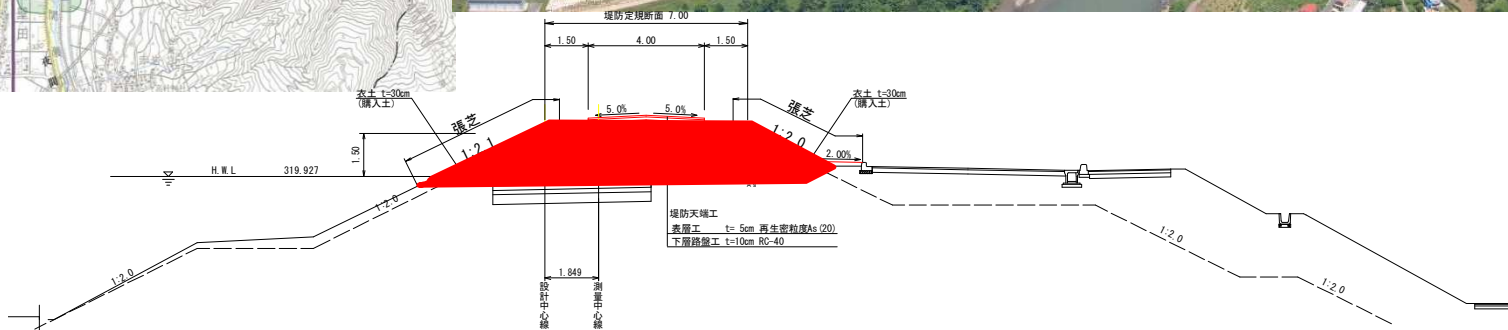 堤防定規断面 7.00
1.50
4.00
1.50
衣土 t=30cm
(購入土)
張芝
5.0%
5.0%
張芝
衣土 t=30cm
(購入土)
1:2.1
1:2.0
1.50
2.00%
H.W.L 319.927
1:2.0
堤防天端工
表層工 t= 5cm 再生密粒度As(20)
下層路盤工 t=10cm RC-40
1:2.0
1:2.0
1:2.0
1.849
設計中心線
測量中心線
田